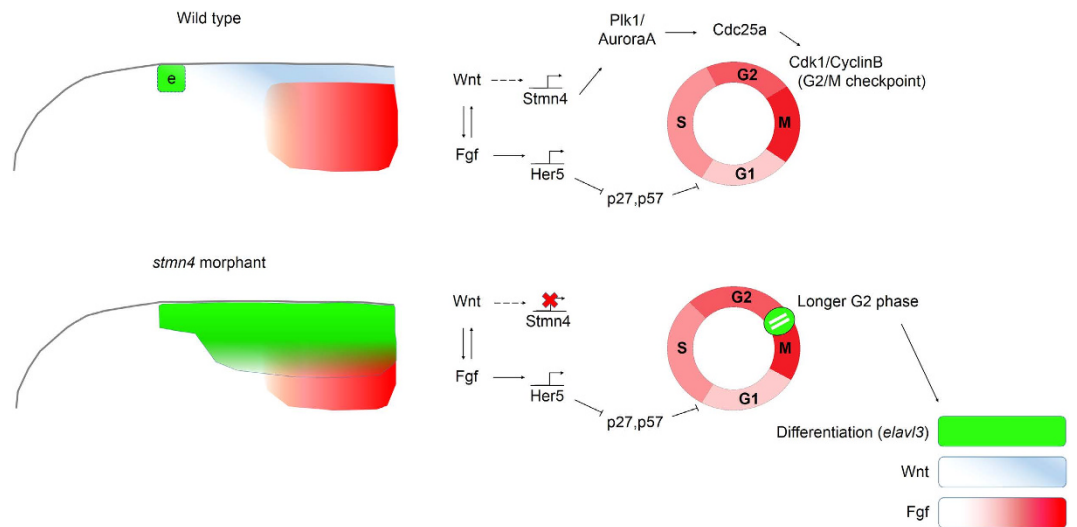 Wild type
e
Wnt
Stmn4
Fgf
Her5
p27,p57
Plk1/
AuroraA
Cdc25a
Cdk1/CyclinB
(G2/M checkpoint)
G2
S
M
G1
stmn4 morphant
Wnt
Stmn4
Fgf
Her5
p27,p57
G2
S
M
G1
Longer G2 phase
Differentiation (elavl3)
Wnt
Fgf